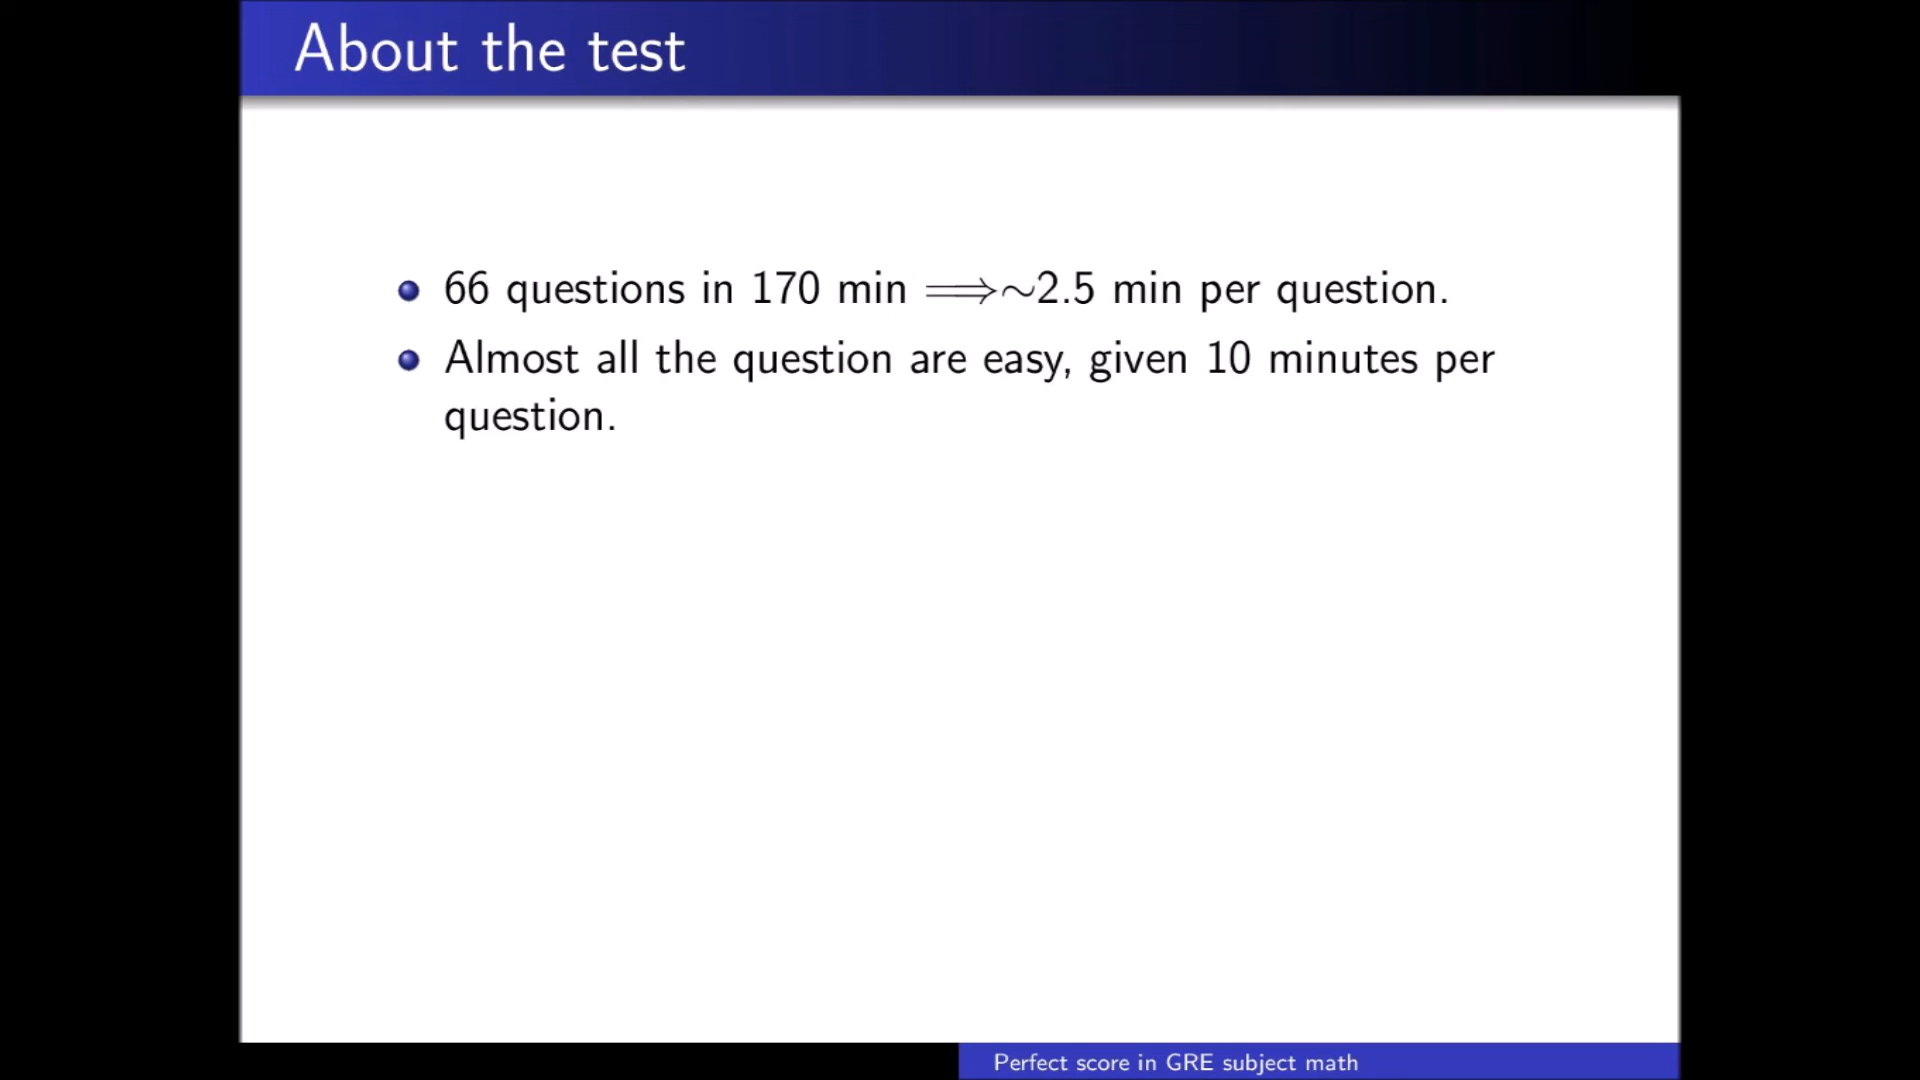 About the test
66 questions in 170 min ⟹∼2.5 min per question.
Almost all the question are easy, given 10 minutes per
question.
Perfect score in GRE subject math